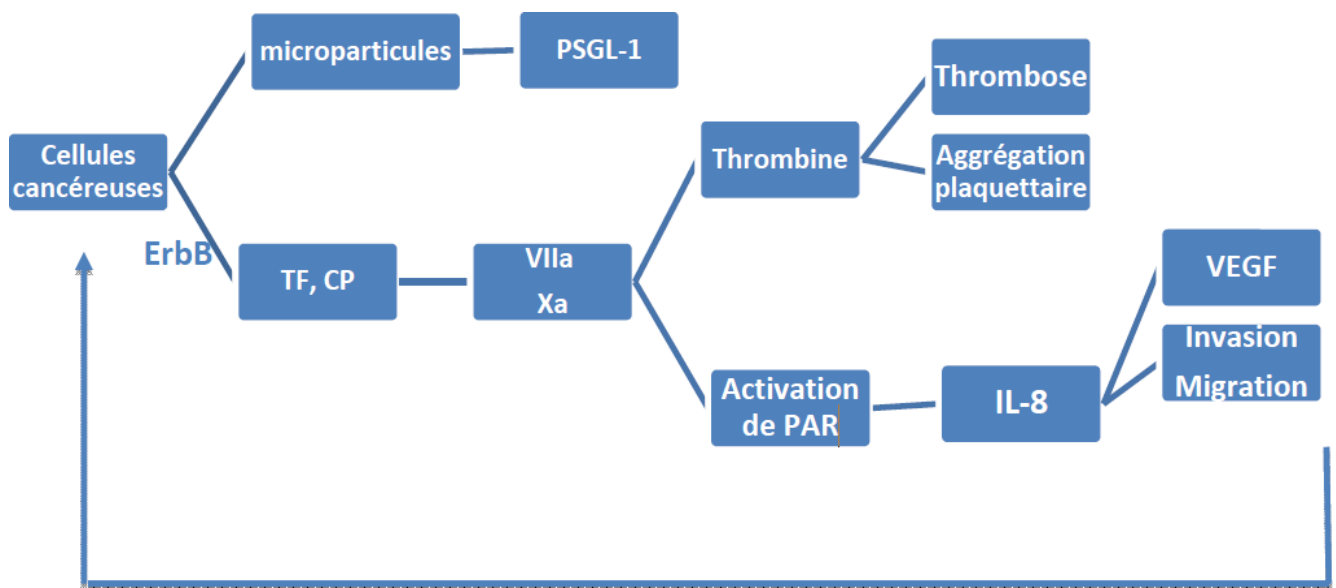 microparticules
PSGL-1
Thrombose
Cellules
cancéreuses
Thrombine
Aggrégation
plaquettaire
ErbB
TF, CP
VIIa
Xa
VEGF
Invasion
Migration
Activation
de PAR
IL-8